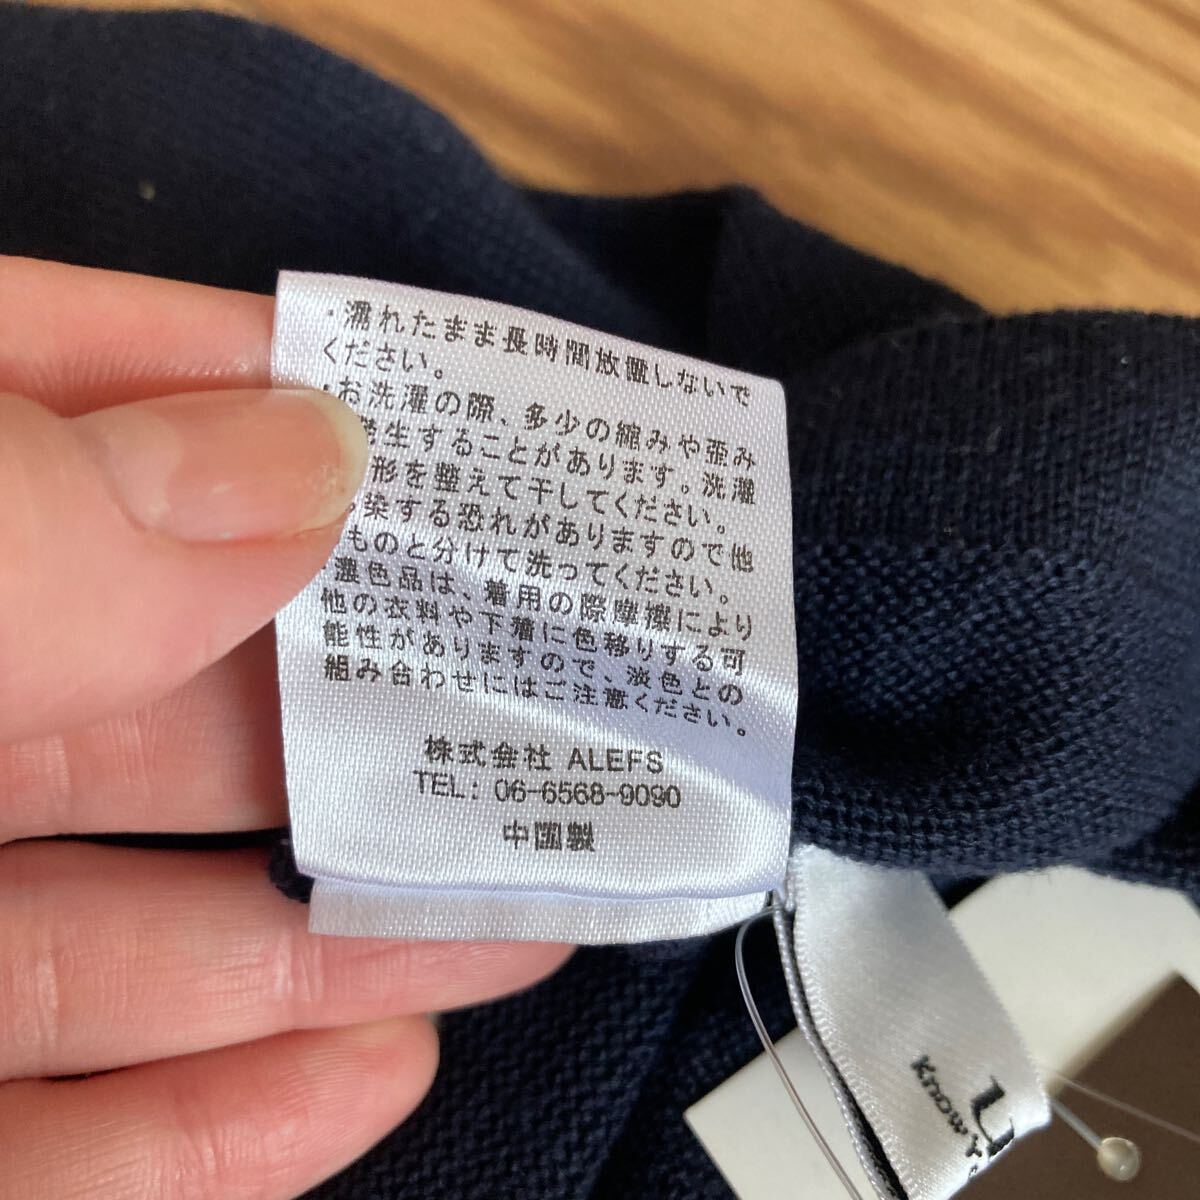 ・濡れたまま長時間放置しないで
ください。
・お洗濯の際、多少の縮みや歪み
発生することがあります。洗濯
形を整えて干してください。
染する恐れがありますので他
ものと分けて洗ってください。
・濃色品は、着用の際摩擦により
他の衣料や下着に色移りする可
能性がありますので、淡色との
組み合わせにはご注意ください。
株式会社 ALEFS
TEL: 06-6568-9090
中国製
Know